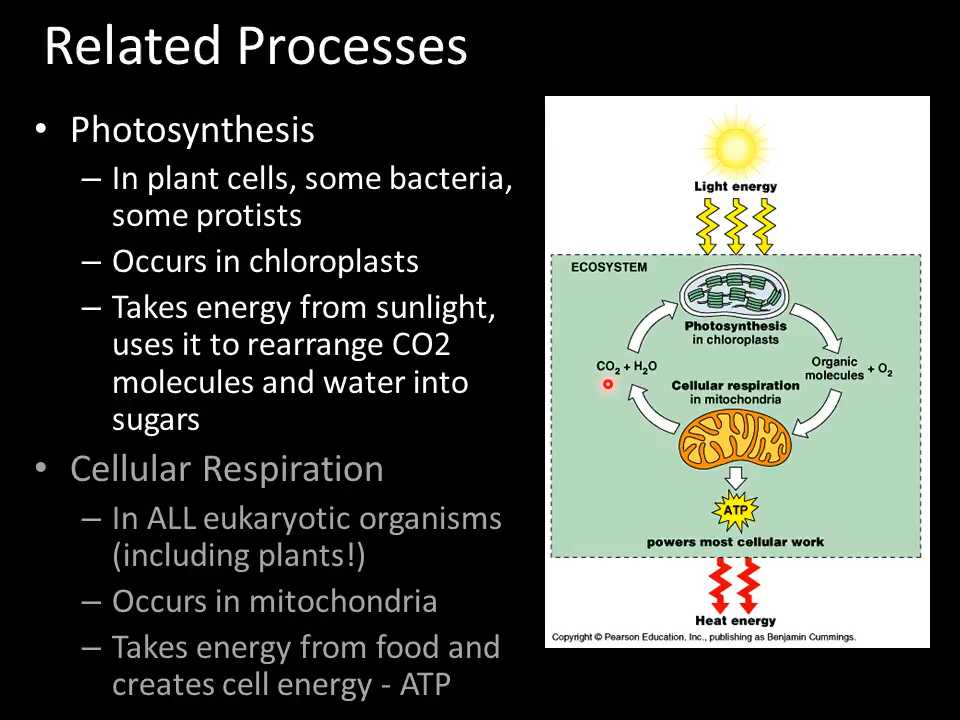 Related Processes
• Photosynthesis
– In plant cells, some bacteria,
some protists
– Occurs in chloroplasts
– Takes energy from sunlight,
uses it to rearrange CO2
molecules and water into
sugars
• Cellular Respiration
– In ALL eukaryotic organisms
(including plants!)
– Occurs in mitochondria
– Takes energy from food and
creates cell energy - ATP
Light energy
ECOSYSTEM
Photosynthesis
in chloroplasts
CO₂ + H₂O
Organic
molecules + O₂
Cellular respiration
in mitochondria
ATP
powers most cellular work
Heat energy
Copyright © Pearson Education, Inc., publishing as Benjamin Cummings.